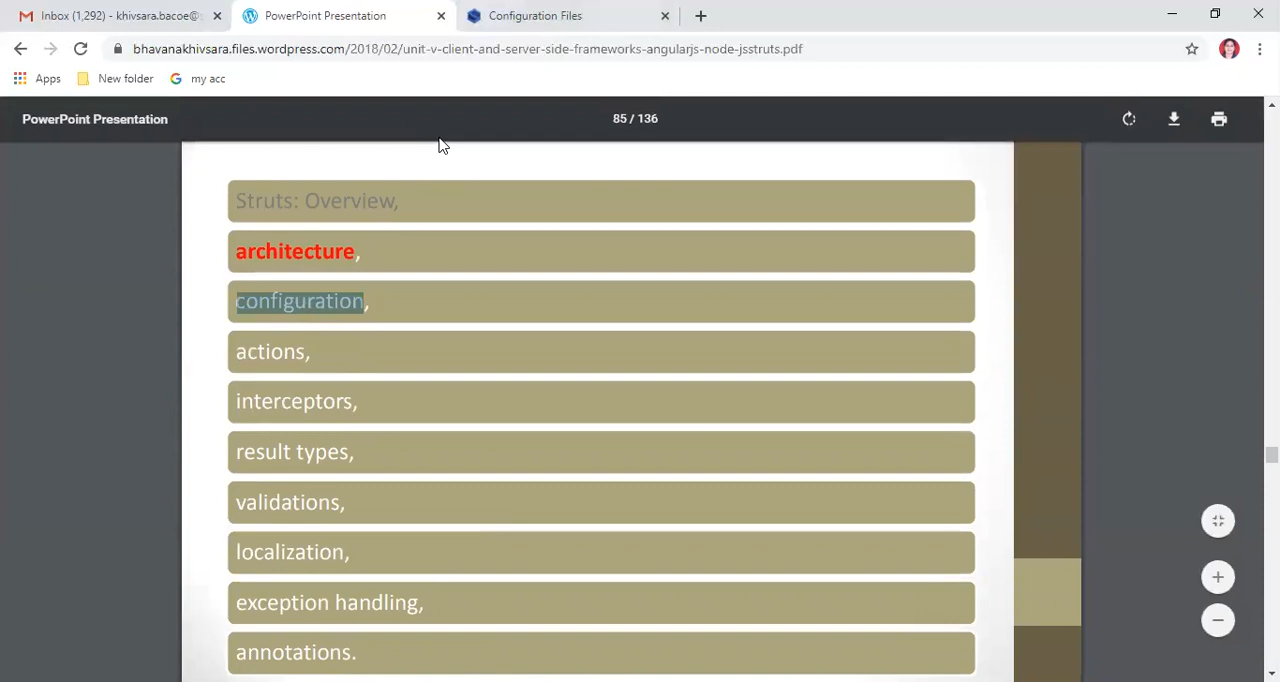 Inbox (1,292) - khivsara.bacoe@
PowerPoint Presentation
Configuration Files
bhavanakhivsara.files.wordpress.com/2018/02/unit-v-client-and-server-side-frameworks-angularjs-node-jsstruts.pdf
Apps
New folder
my acc
PowerPoint Presentation
85 / 136
Struts: Overview,
architecture,
configuration,
actions,
interceptors,
result types,
validations,
localization,
exception handling,
annotations.